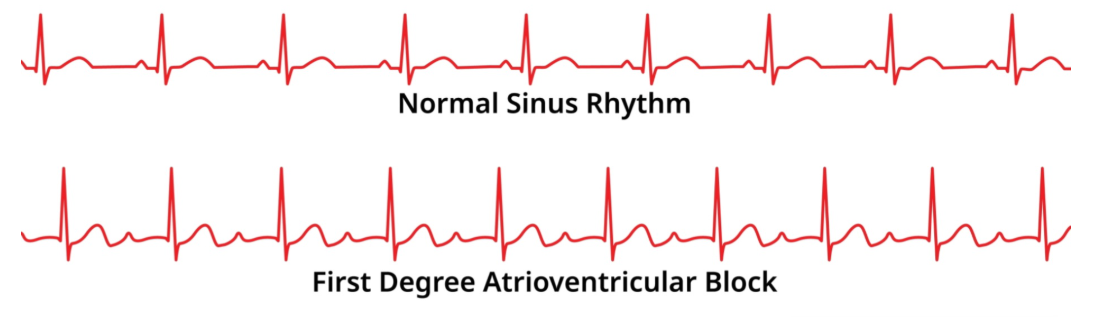 Normal Sinus Rhythm
First Degree Atrioventricular Block